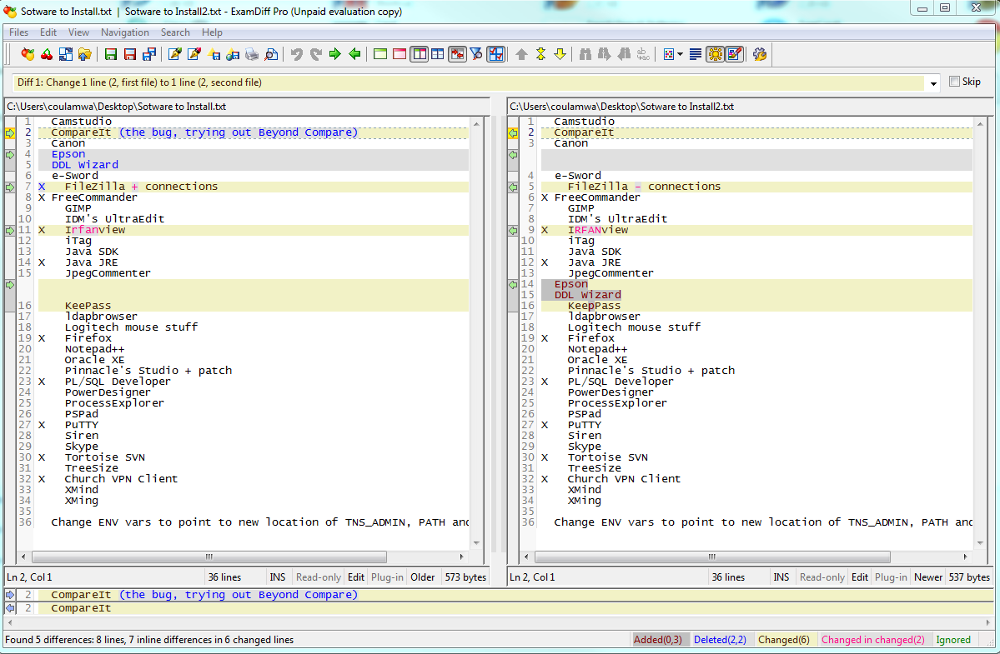 Sotware to Install.txt | Sotware to Install2.txt - ExamDiff Pro (Unpaid evaluation copy)
Files Edit View Navigation Search Help
Diff 1: Change 1 line (2, first file) to 1 line (2, second file)
Skip
C:\Users\coulamwa\Desktop\Sotware to Install.txt
1 Camstudio
2 CompareIt (the bug, trying out Beyond Compare)
3 Canon
4 Epson
5 DDL Wizard
6 e-Sword
7 X FileZilla + connections
8 X FreeCommander
9 GIMP
10 IDM's UltraEdit
11 X Irfanview
12 iTag
13 Java SDK
14 X Java JRE
15 JpegCommenter
16 KeePass
17 ldapbrowser
18 Logitech mouse stuff
19 X Firefox
20 Notepad++
21 Oracle XE
22 Pinnacle's Studio + patch
23 X PL/SQL Developer
24 PowerDesigner
25 ProcessExplorer
26 PSPad
27 X PuTTY
28 Siren
29 Skype
30 X Tortoise SVN
31 TreeSize
32 X Church VPN Client
33 XMind
34 XMing
35
36 Change ENV vars to point to new location of TNS_ADMIN, PATH and
Ln 2, Col 1 36 lines INS Read-only Edit Plug-in Older 573 bytes
C:\Users\coulamwa\Desktop\Sotware to Install2.txt
1 Camstudio
2 CompareIt
3 Canon
4 e-Sword
5 FileZilla - connections
6 X FreeCommander
7 GIMP
8 IDM's UltraEdit
9 X IRFANview
10 iTag
11 Java SDK
12 X Java JRE
13 JpegCommenter
14 Epson
15 DDL Wizard
16 KeepPass
17 ldapbrowser
18 Logitech mouse stuff
19 X Firefox
20 Notepad++
21 Oracle XE
22 Pinnacle's Studio + patch
23 X PL/SQL Developer
24 PowerDesigner
25 ProcessExplorer
26 PSPad
27 X PuTTY
28 Siren
29 Skype
30 X Tortoise SVN
31 TreeSize
32 X Church VPN Client
33 XMind
34 XMing
35
36 Change ENV vars to point to new location of TNS_ADMIN, PATH and
Ln 2, Col 1 36 lines INS Read-only Edit Plug-in Newer 537 bytes
2 CompareIt (the bug, trying out Beyond Compare)
2 CompareIt
Found 5 differences: 8 lines, 7 inline differences in 6 changed lines
Added(0,3) Deleted(2,2) Changed(6) Changed in changed(2) Ignored